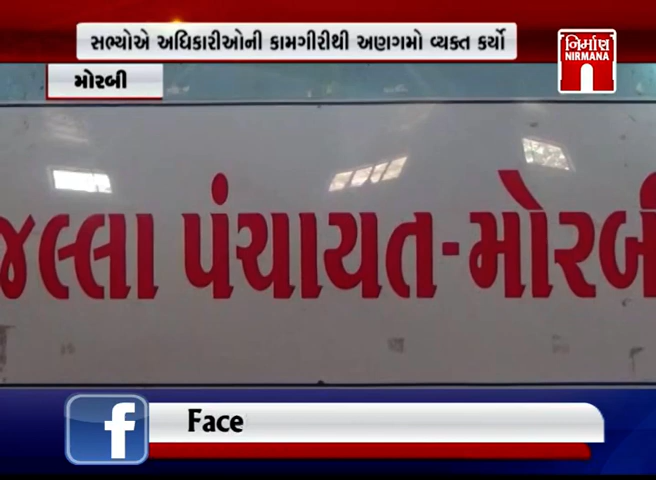 સભ્યોએ અધિકારીઓની કામગીરીથી અણગમો વ્યક્ત કર્યો
નિર્માણ
NIRMANA
મોરબી
જલ્લા પંચાયત-મોરબી
f Face